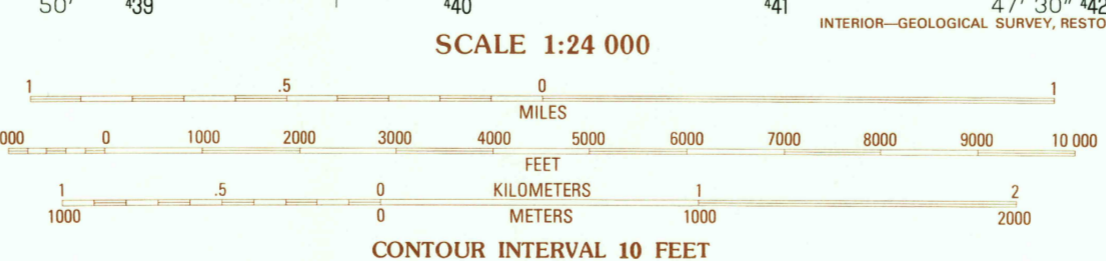 50' ⁴39 ⁴40 ⁴41 47' 30" ⁴42
INTERIOR—GEOLOGICAL SURVEY, RESTO
SCALE 1:24 000
1 .5 0 1
MILES
000 0 1000 2000 3000 4000 5000 6000 7000 8000 9000 10 000
FEET
1 .5 0 KILOMETERS 1 2
1000 0 METERS 1000 2000
CONTOUR INTERVAL 10 FEET